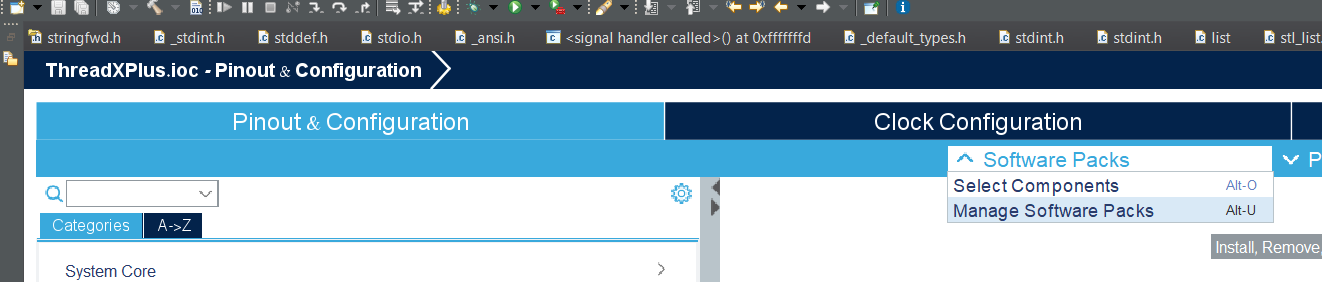 stringfwd.h _stdint.h stddef.h stdio.h _ansi.h <signal handler called>() at 0xfffffffd _default_types.h stdint.h stdint.h list stl_list
ThreadXPlus.ioc - Pinout & Configuration
Pinout & Configuration Clock Configuration
Software Packs P
Select Components Alt-O
Manage Software Packs Alt-U
Categories A->Z
Install, Remove,
System Core